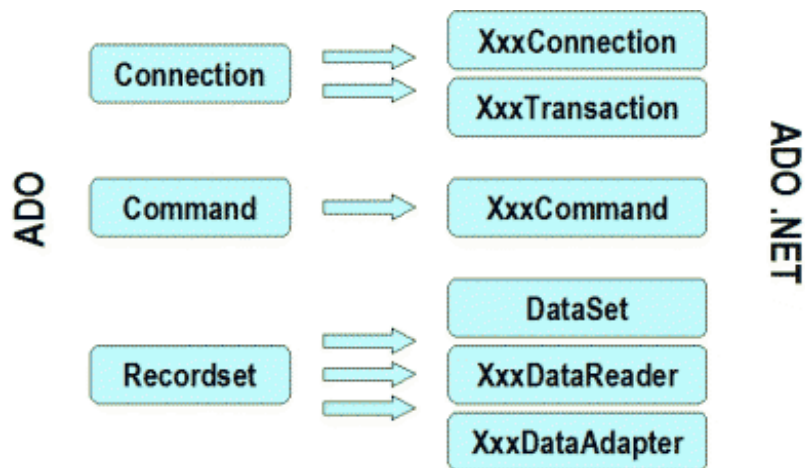 ADO
Connection
XxxConnection
XxxTransaction
Command
XxxCommand
Recordset
DataSet
XxxDataReader
XxxDataAdapter
ADO .NET